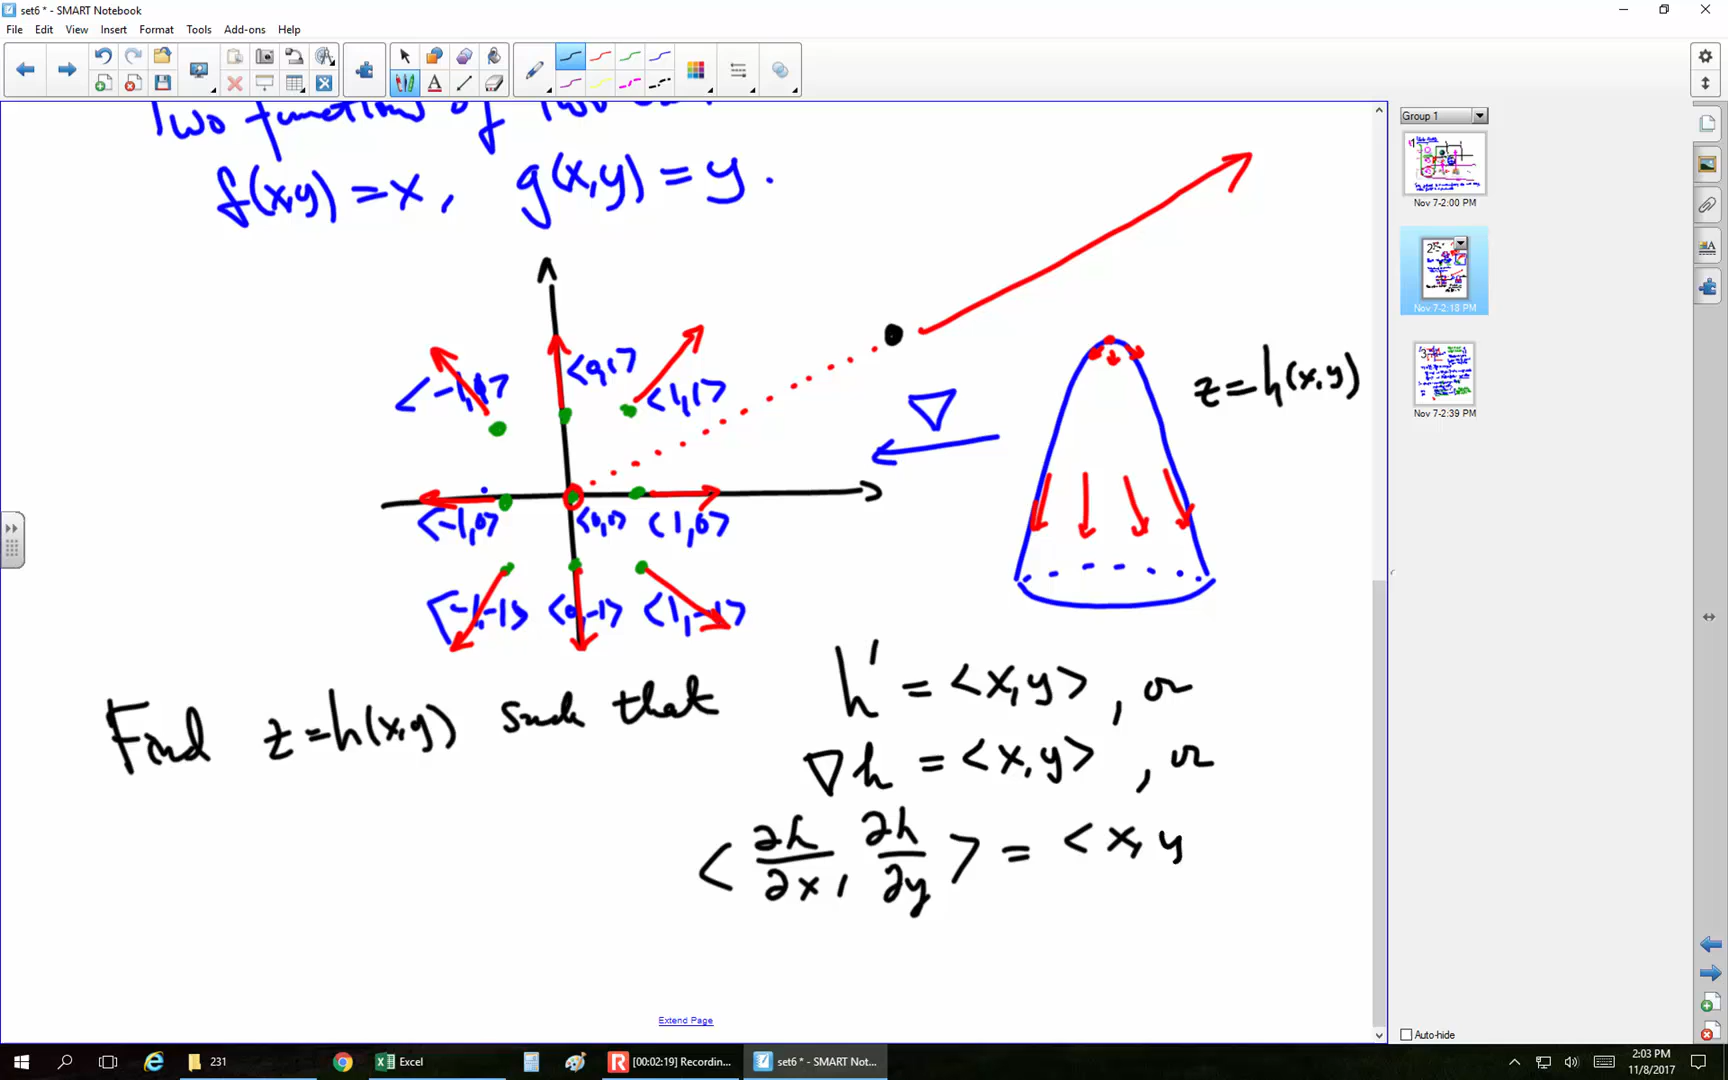 set6 * - SMART Notebook
File Edit View Insert Format Tools Add-ons Help
Two functions of Two
f(x,y) = x, g(x,y) = y.
<0,1>
<1,1>
z = h(x,y)
∇
<-1,0>
<0,0>
<1,0>
<-1,-1>
<0,-1>
<1,-1>
Find z=h(x,y) such that
h' = <x,y>, or
∇h = <x,y>, or
<∂h/∂x, ∂h/∂y> = <x, y
Extend Page
Group 1
Nov 7-2:00 PM
Nov 7-2:18 PM
Nov 7-2:39 PM
Auto-hide
231
Excel
[00:02:19] Recordin...
set6 * - SMART Not...
2:03 PM
11/8/2017